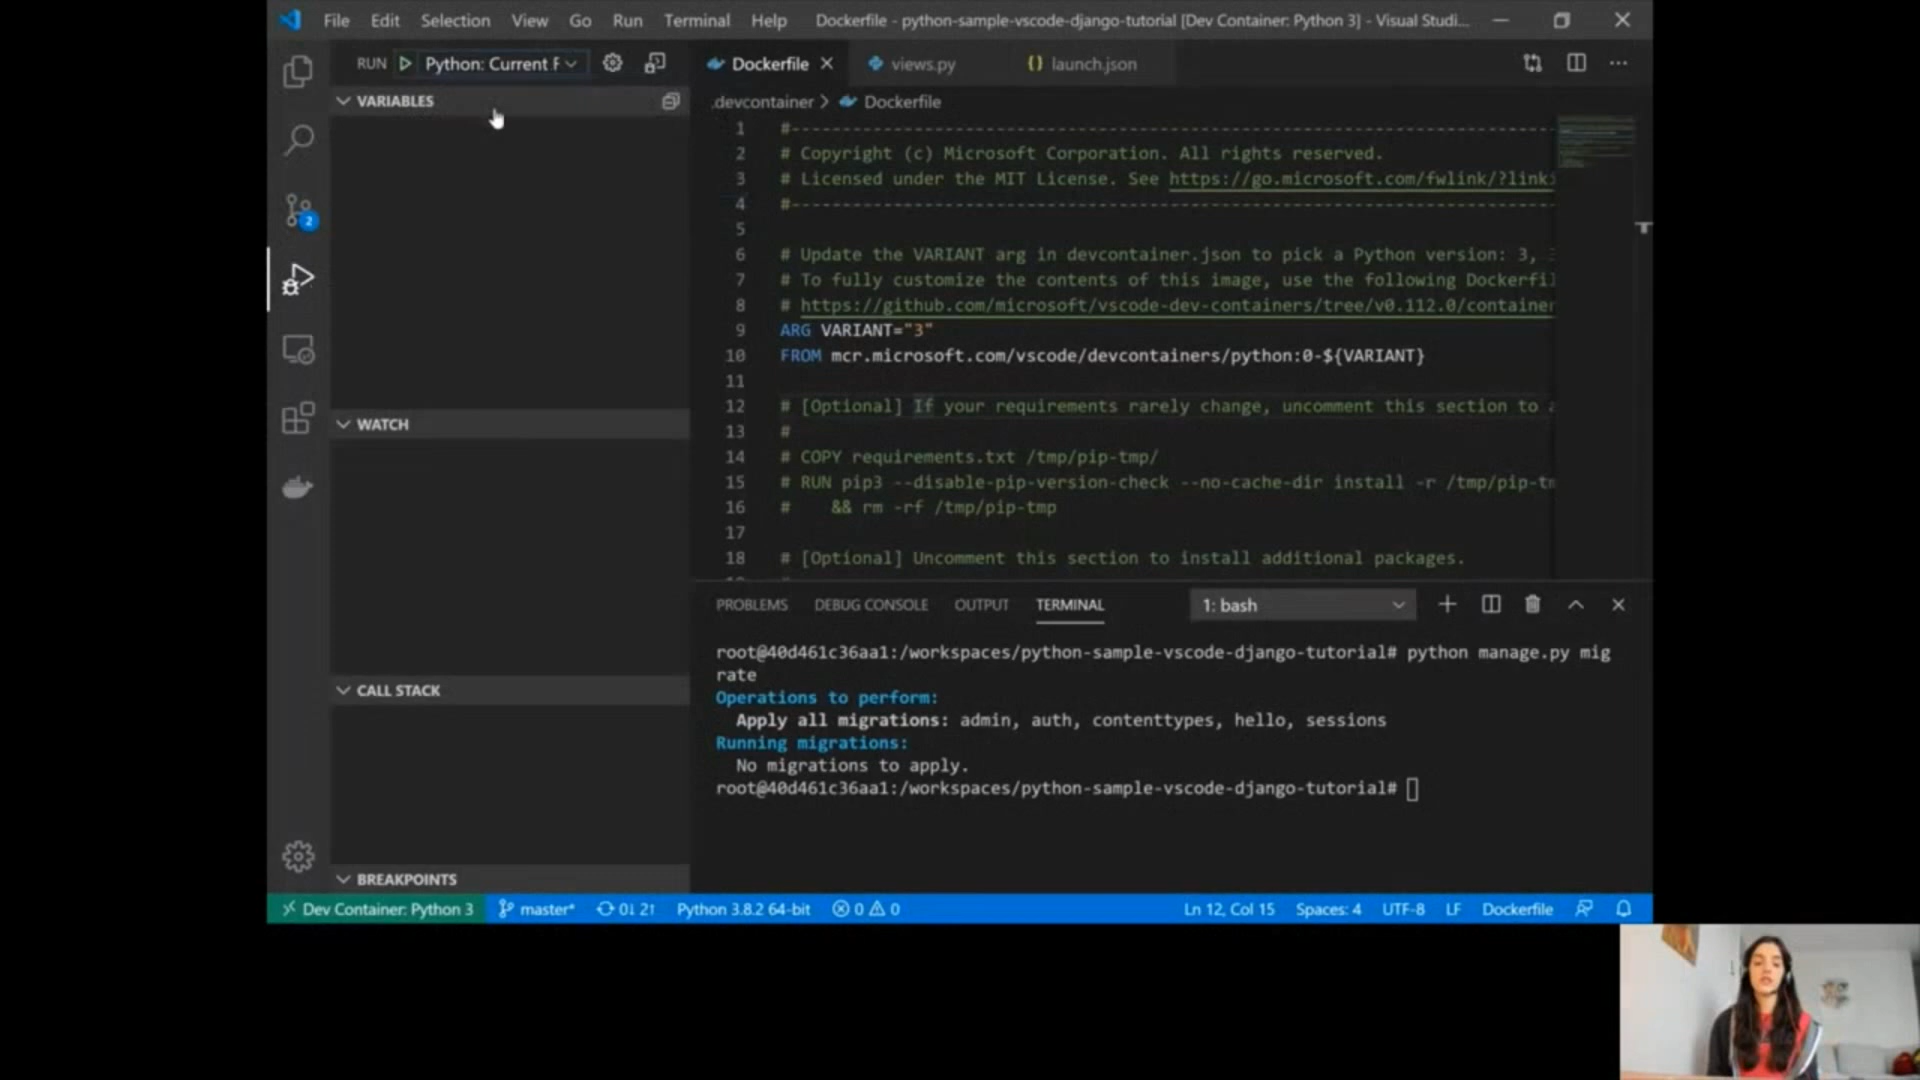 File Edit Selection View Go Run Terminal Help Dockerfile - python-sample-vscode-django-tutorial [Dev Container: Python 3] - Visual Studi...
RUN Python: Current F
Dockerfile views.py launch.json
VARIABLES
.devcontainer > Dockerfile
1 #--------------------------------------------------------------------------
2 # Copyright (c) Microsoft Corporation. All rights reserved.
3 # Licensed under the MIT License. See https://go.microsoft.com/fwlink/?link
4 #--------------------------------------------------------------------------
5
6 # Update the VARIANT arg in devcontainer.json to pick a Python version: 3,
7 # To fully customize the contents of this image, use the following Dockerfil
8 # https://github.com/microsoft/vscode-dev-containers/tree/v0.112.0/container
9 ARG VARIANT="3"
10 FROM mcr.microsoft.com/vscode/devcontainers/python:0-${VARIANT}
11
12 # [Optional] If your requirements rarely change, uncomment this section to a
13 #
14 # COPY requirements.txt /tmp/pip-tmp/
15 # RUN pip3 --disable-pip-version-check --no-cache-dir install -r /tmp/pip-tm
16 #    && rm -rf /tmp/pip-tmp
17
18 # [Optional] Uncomment this section to install additional packages.
WATCH
CALL STACK
BREAKPOINTS
PROBLEMS DEBUG CONSOLE OUTPUT TERMINAL 1: bash
root@40d461c36aa1:/workspaces/python-sample-vscode-django-tutorial# python manage.py mig
rate
Operations to perform:
Apply all migrations: admin, auth, contenttypes, hello, sessions
Running migrations:
No migrations to apply.
root@40d461c36aa1:/workspaces/python-sample-vscode-django-tutorial#
2
Dev Container: Python 3 master* 0↓ 2↑ Python 3.8.2 64-bit 0 0 Ln 12, Col 15 Spaces: 4 UTF-8 LF Dockerfile